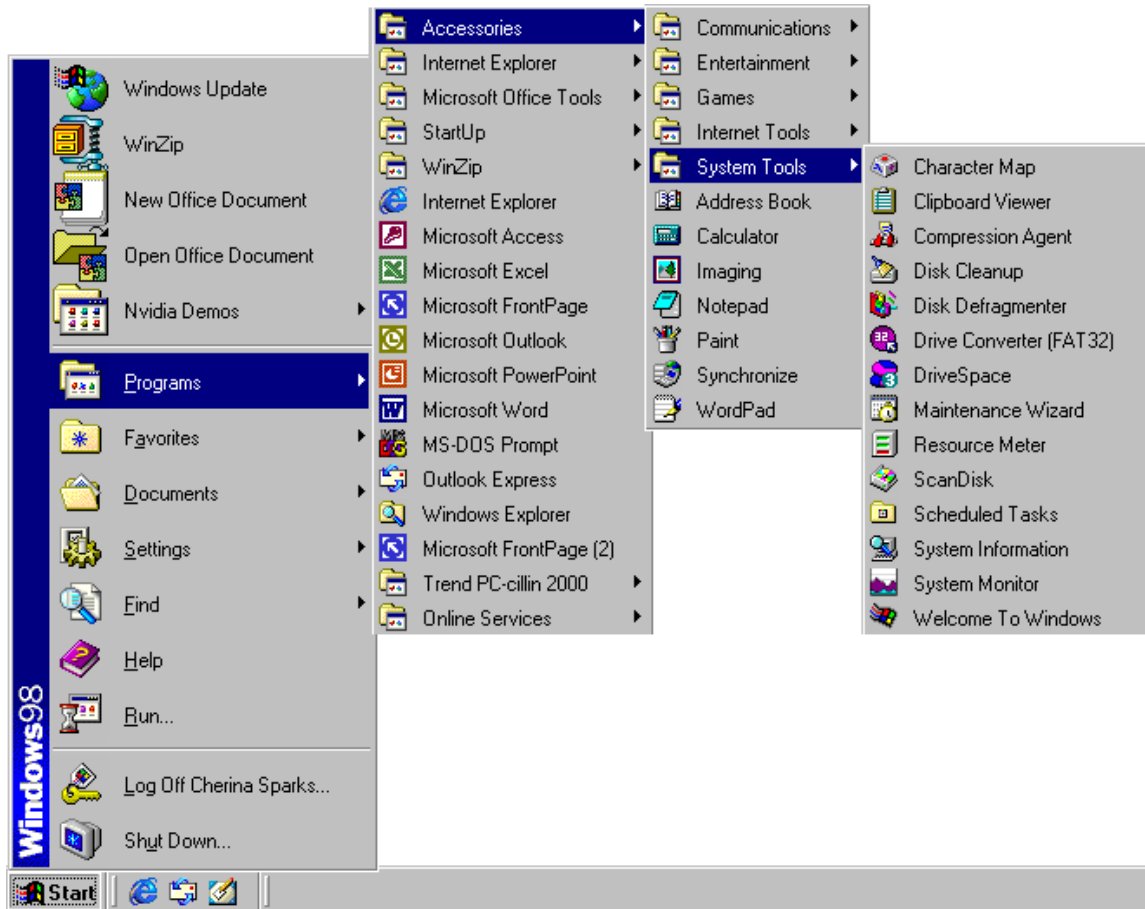 Windows Update
WinZip
New Office Document
Open Office Document
Nvidia Demos
Programs
Favorites
Documents
Settings
Find
Help
Run...
Log Off Cherina Sparks...
Shut Down...
Windows98
Start
Accessories
Internet Explorer
Microsoft Office Tools
StartUp
WinZip
Internet Explorer
Microsoft Access
Microsoft Excel
Microsoft FrontPage
Microsoft Outlook
Microsoft PowerPoint
Microsoft Word
MS-DOS Prompt
Outlook Express
Windows Explorer
Microsoft FrontPage (2)
Trend PC-cillin 2000
Online Services
Communications
Entertainment
Games
Internet Tools
System Tools
Address Book
Calculator
Imaging
Notepad
Paint
Synchronize
WordPad
Character Map
Clipboard Viewer
Compression Agent
Disk Cleanup
Disk Defragmenter
Drive Converter (FAT32)
DriveSpace
Maintenance Wizard
Resource Meter
ScanDisk
Scheduled Tasks
System Information
System Monitor
Welcome To Windows